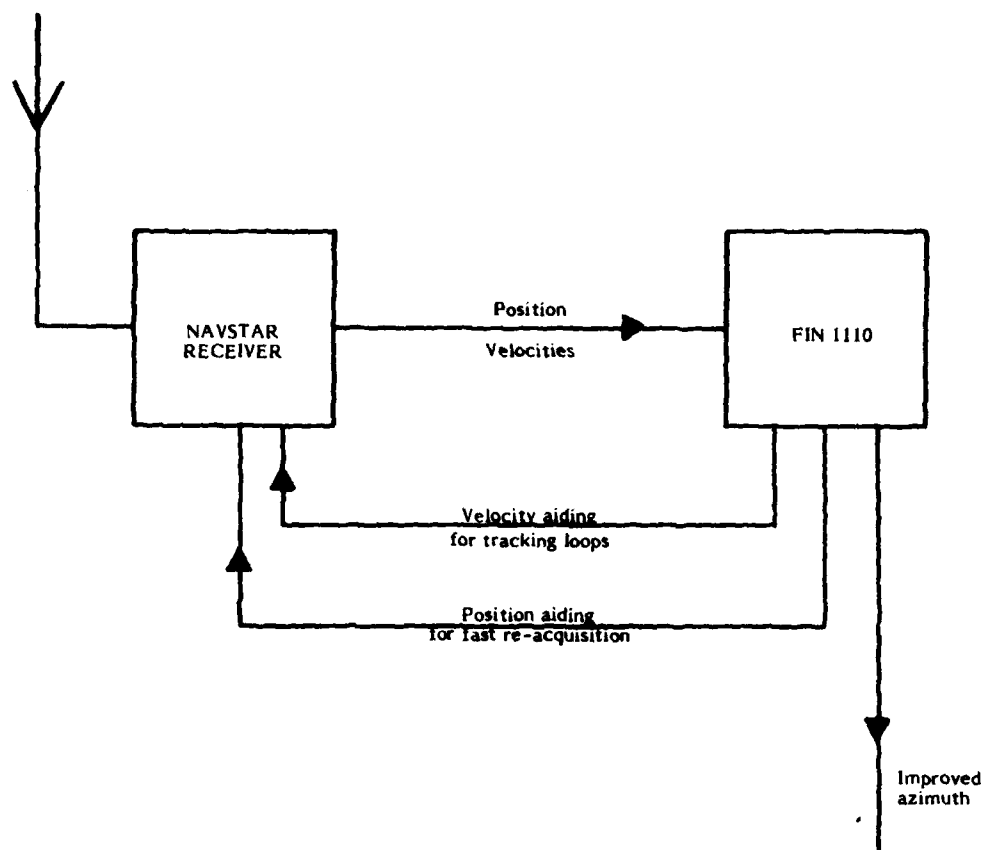 Position
NAVSTAR
RECEIVER
Velocities
FIN 1110
Velocity aiding
for tracking loops
Position aiding
for fast re-acquisition
Improved
azimuth